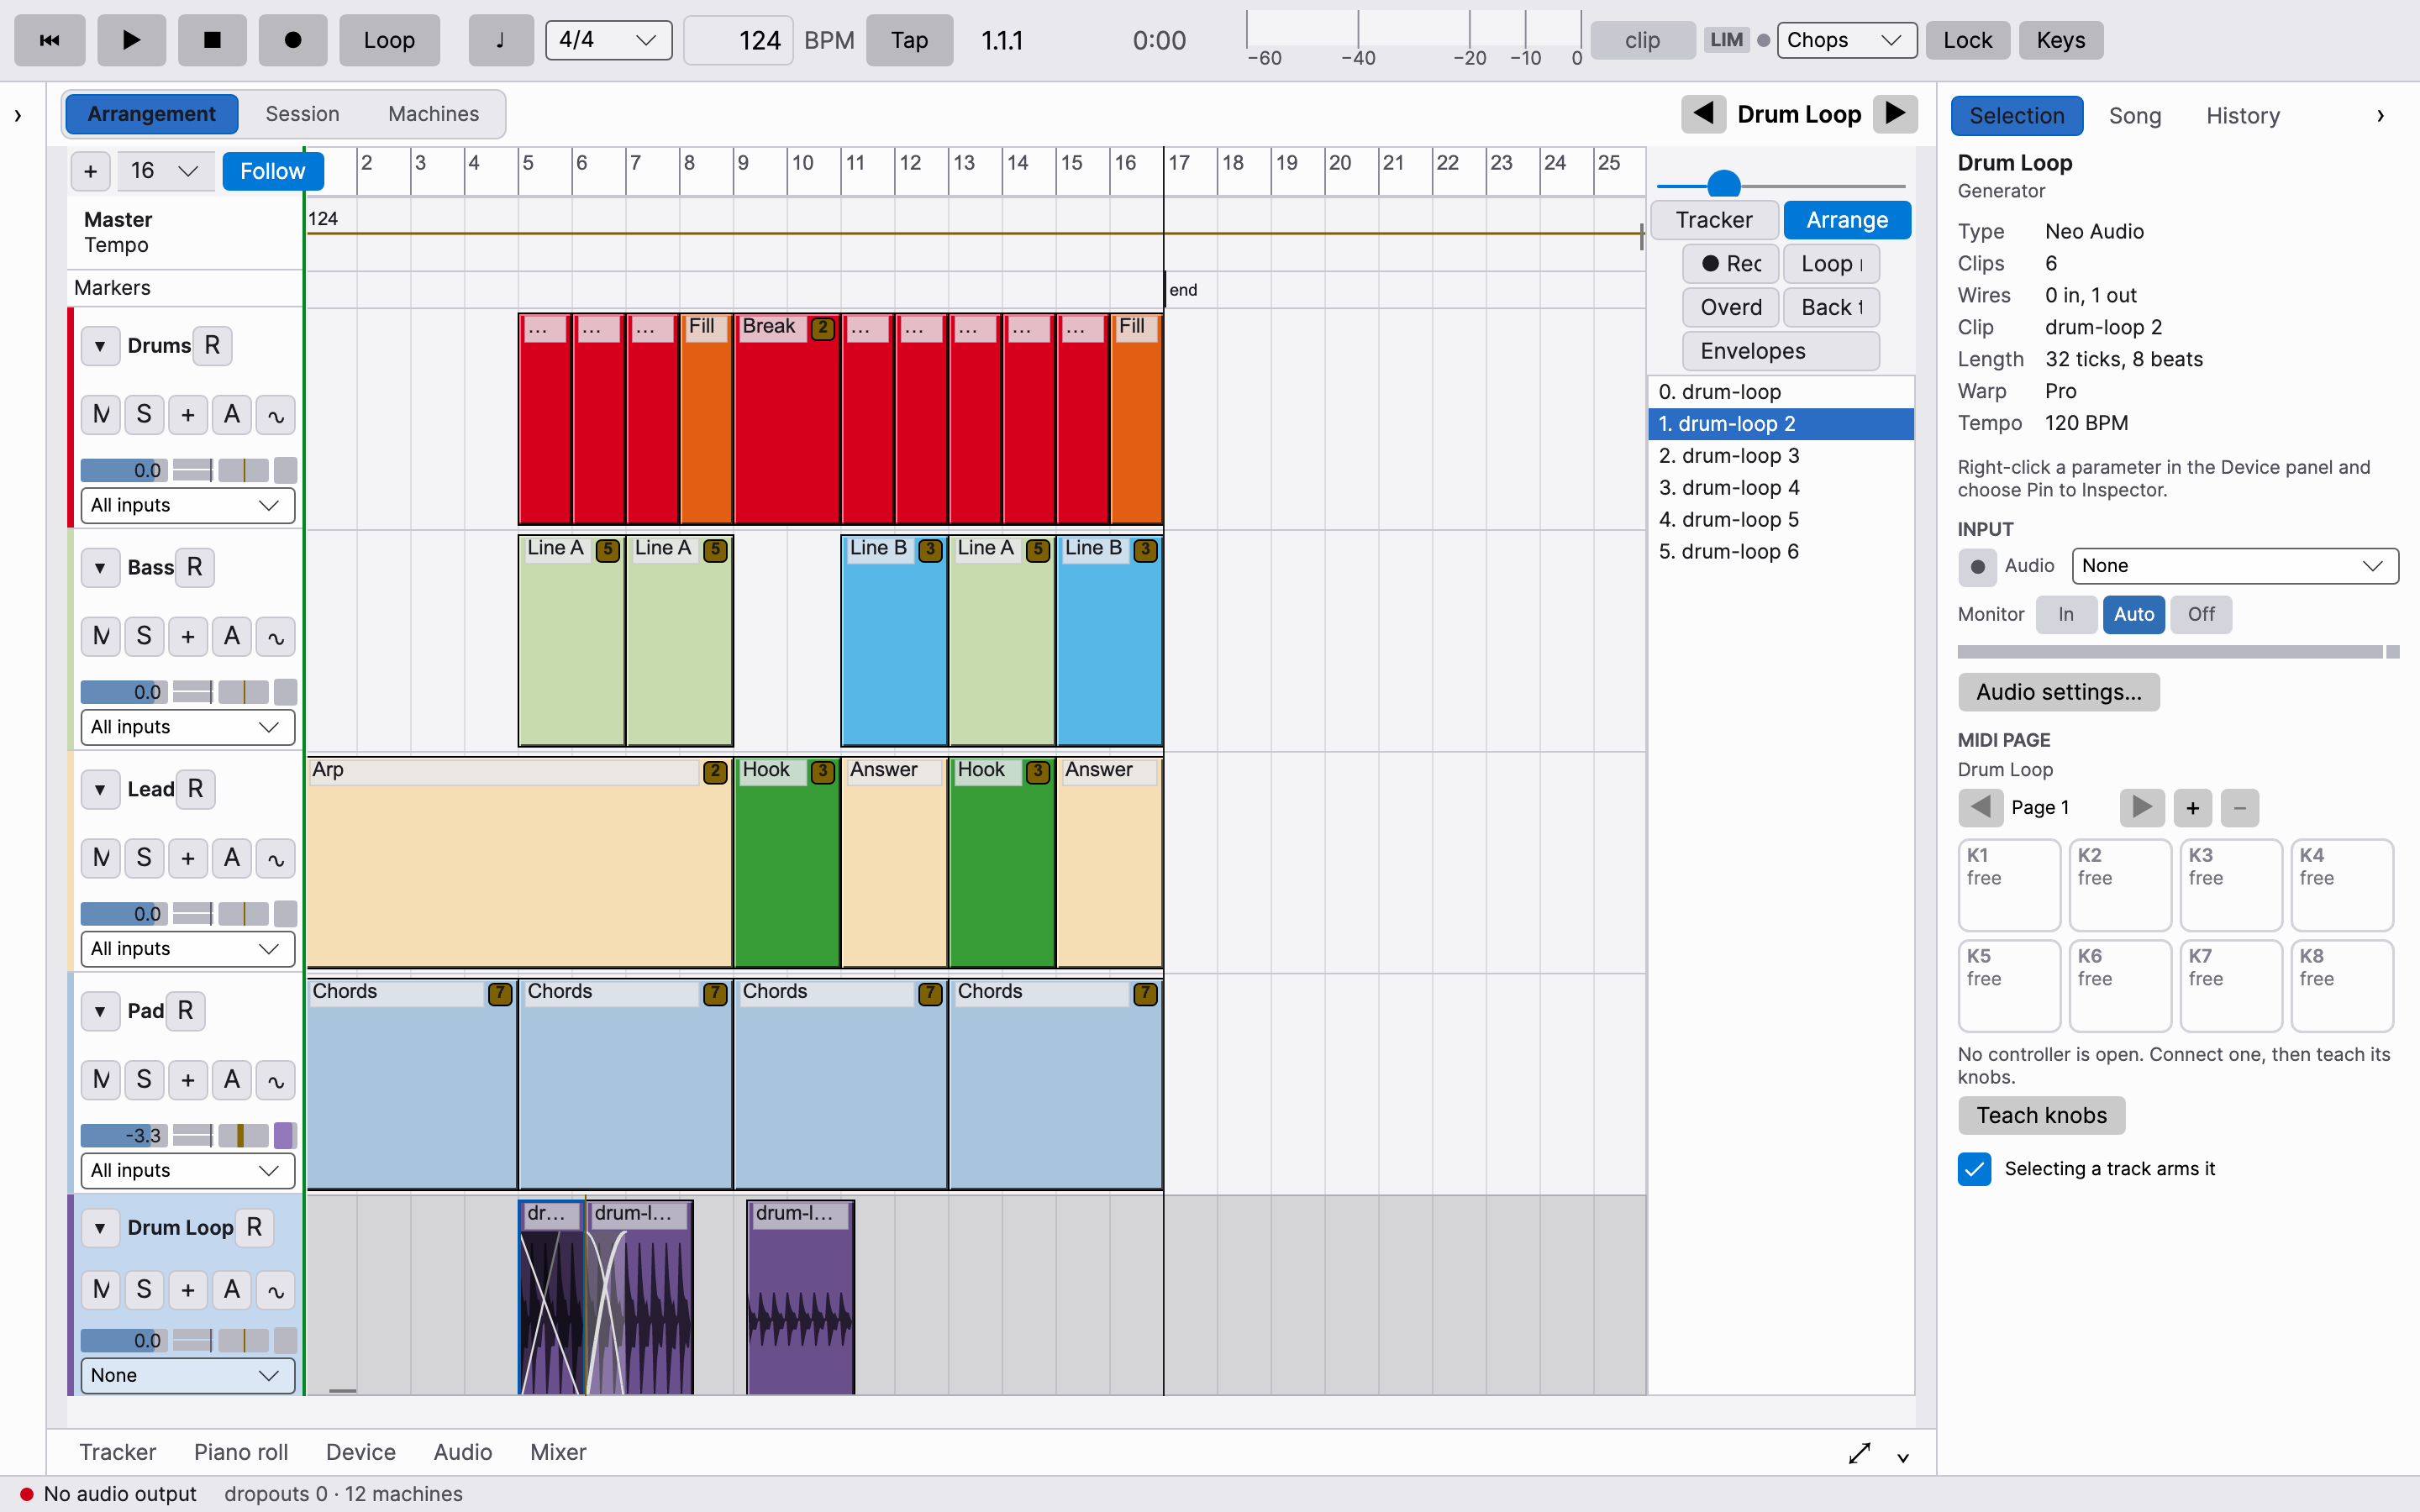 Loop
4/4
124 BPM
Tap
1.1.1
0:00
−60 −40 −20 −10 0
clip
LIM
Chops
Lock
Keys
Arrangement Session Machines
Drum Loop
Selection Song History
+ 16 Follow
2 3 4 5 6 7 8 9 10 11 12 13 14 15 16 17 18 19 20 21 22 23 24 25
Master
Tempo
124
Markers
end
Drums R
M S + A
0.0
All inputs
... ... ... Fill Break 2 ... ... ... ... ... Fill
Bass R
M S + A
0.0
All inputs
Line A 5 Line A 5 Line B 3 Line A 5 Line B 3
Lead R
M S + A
0.0
All inputs
Arp 2 Hook 3 Answer Hook 3 Answer
Pad R
M S + A
-3.3
All inputs
Chords 7 Chords 7 Chords 7 Chords 7
Drum Loop R
M S + A
0.0
None
dr... drum-l... drum-l...
Tracker Arrange
Rec Loop
Overd Back
Envelopes
0. drum-loop
1. drum-loop 2
2. drum-loop 3
3. drum-loop 4
4. drum-loop 5
5. drum-loop 6
Drum Loop
Generator
Type Neo Audio
Clips 6
Wires 0 in, 1 out
Clip drum-loop 2
Length 32 ticks, 8 beats
Warp Pro
Tempo 120 BPM
Right-click a parameter in the Device panel and
choose Pin to Inspector.
INPUT
Audio None
Monitor In Auto Off
Audio settings...
MIDI PAGE
Drum Loop
Page 1 + −
K1 K2 K3 K4
free free free free
K5 K6 K7 K8
free free free free
No controller is open. Connect one, then teach its
knobs.
Teach knobs
Selecting a track arms it
Tracker Piano roll Device Audio Mixer
No audio output dropouts 0 · 12 machines